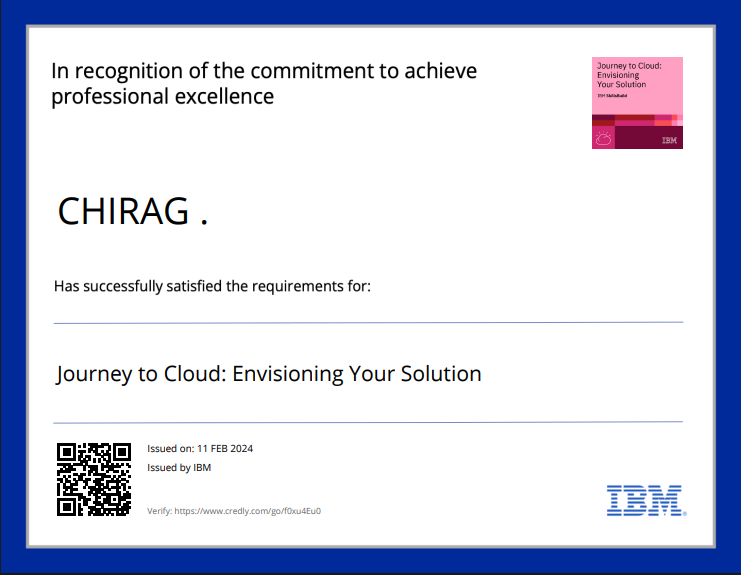 In recognition of the commitment to achieve
professional excellence
Journey to Cloud:
Envisioning
Your Solution
IBM SkillsBuild
IBM
CHIRAG .
Has successfully satisfied the requirements for:
Journey to Cloud: Envisioning Your Solution
Issued on: 11 FEB 2024
Issued by IBM
Verify: https://www.credly.com/go/f0xu4Eu0
IBM®